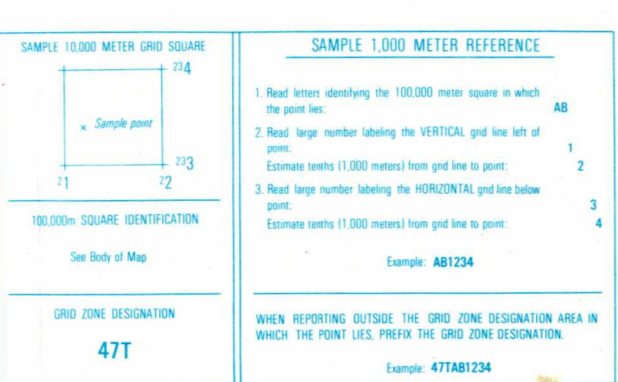 SAMPLE 10,000 METER GRID SQUARE
234
× Sample point
233
21
22
100,000m SQUARE IDENTIFICATION
See Body of Map
GRID ZONE DESIGNATION
47T
SAMPLE 1,000 METER REFERENCE
1. Read letters identifying the 100,000 meter square in which
the point lies: AB
2. Read large number labeling the VERTICAL grid line left of
point: 1
Estimate tenths (1,000 meters) from grid line to point: 2
3. Read large number labeling the HORIZONTAL grid line below
point: 3
Estimate tenths (1,000 meters) from grid line to point: 4
Example: AB1234
WHEN REPORTING OUTSIDE THE GRID ZONE DESIGNATION AREA IN
WHICH THE POINT LIES, PREFIX THE GRID ZONE DESIGNATION.
Example: 47TAB1234